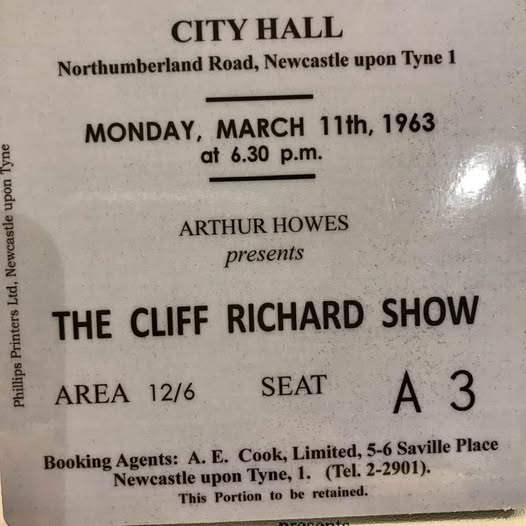 CITY HALL
Northumberland Road, Newcastle upon Tyne 1
MONDAY, MARCH 11th, 1963
at 6.30 p.m.
ARTHUR HOWES
presents
THE CLIFF RICHARD SHOW
AREA 12/6 SEAT A 3
Booking Agents: A. E. Cook, Limited, 5-6 Saville Place
Newcastle upon Tyne, 1. (Tel. 2-2901).
This Portion to be retained.
Phillips Printers Ltd, Newcastle upon Tyne
presents